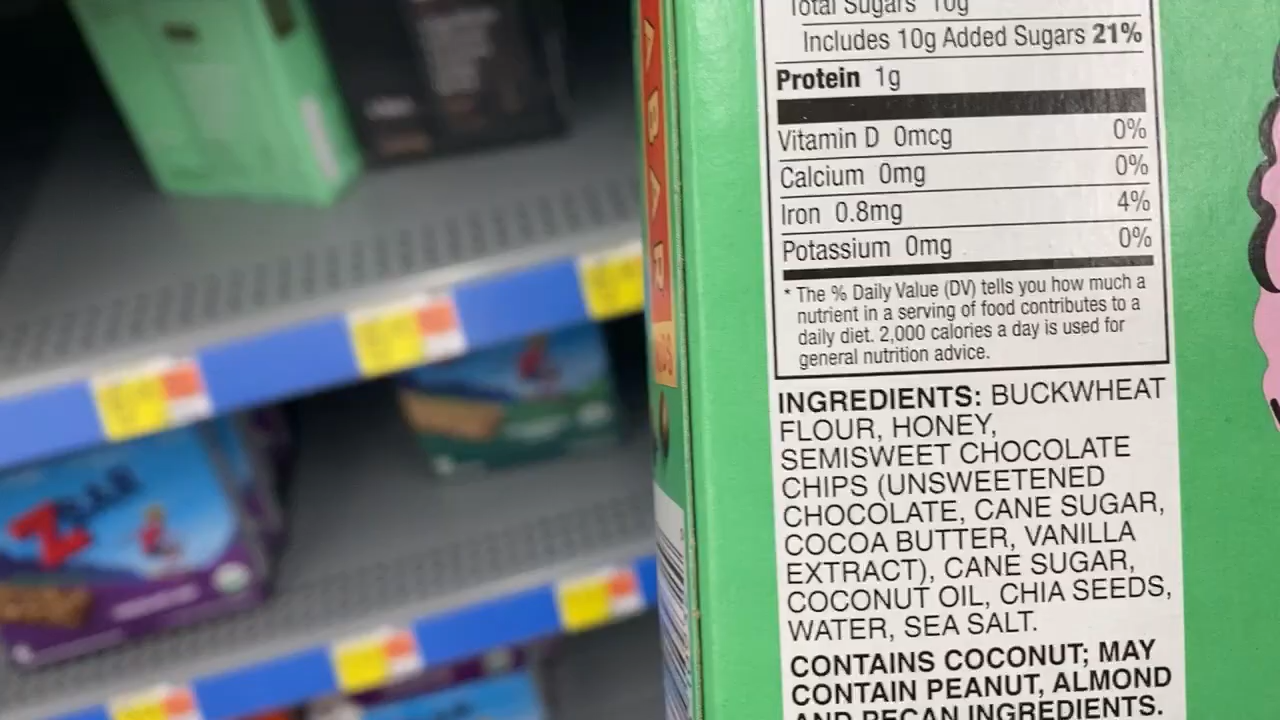 Total Sugars 10g
Includes 10g Added Sugars 21%
Protein 1g
Vitamin D 0mcg 0%
Calcium 0mg 0%
Iron 0.8mg 4%
Potassium 0mg 0%
* The % Daily Value (DV) tells you how much a
nutrient in a serving of food contributes to a
daily diet. 2,000 calories a day is used for
general nutrition advice.
INGREDIENTS: BUCKWHEAT
FLOUR, HONEY,
SEMISWEET CHOCOLATE
CHIPS (UNSWEETENED
CHOCOLATE, CANE SUGAR,
COCOA BUTTER, VANILLA
EXTRACT), CANE SUGAR,
COCONUT OIL, CHIA SEEDS,
WATER, SEA SALT.
CONTAINS COCONUT; MAY
CONTAIN PEANUT, ALMOND
AND PECAN INGREDIENTS.
ZBAR